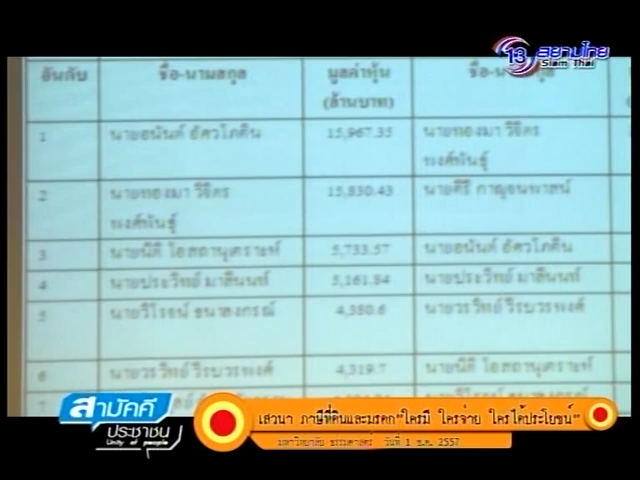 13 สยามไทย
Siam Thai
อันดับ ชื่อ-นามสกุล มูลค่าหุ้น ชื่อ-นามสกุล
(ล้านบาท)
1 นายอนันต์ อัศวโภคิน 15,967.35 นายทองมา วิจิตร
พงศ์พันธุ์
2 นายทองมา วิจิตร 15,830.43 นายคีรี กาญจนพาสน์
พงศ์พันธุ์
3 นายนิติ โอสถานุเคราะห์ 5,733.57 นายอนันต์ อัศวโภคิน
4 นายประวิทย์ มาลีนนท์ 5,161.84 นายประวิทย์ มาลีนนท์
5 นายวิโรจน์ ธนาลงกรณ์ 4,380.6 นายวรวิทย์ วีรบวรพงศ์
6 นายวรวิทย์ วีรบวรพงศ์ 4,319.7 นายนิติ โอสถานุเคราะห์
7
สามัคคี
ประชาชน
Unity of people
เสวนา ภาษีที่ดินและมรดก"ใครมี ใครจ่าย ใครได้ประโยชน์"
มหาวิทยาลัย ธรรมศาสตร์ วันที่ 1 ธ.ค. 2557